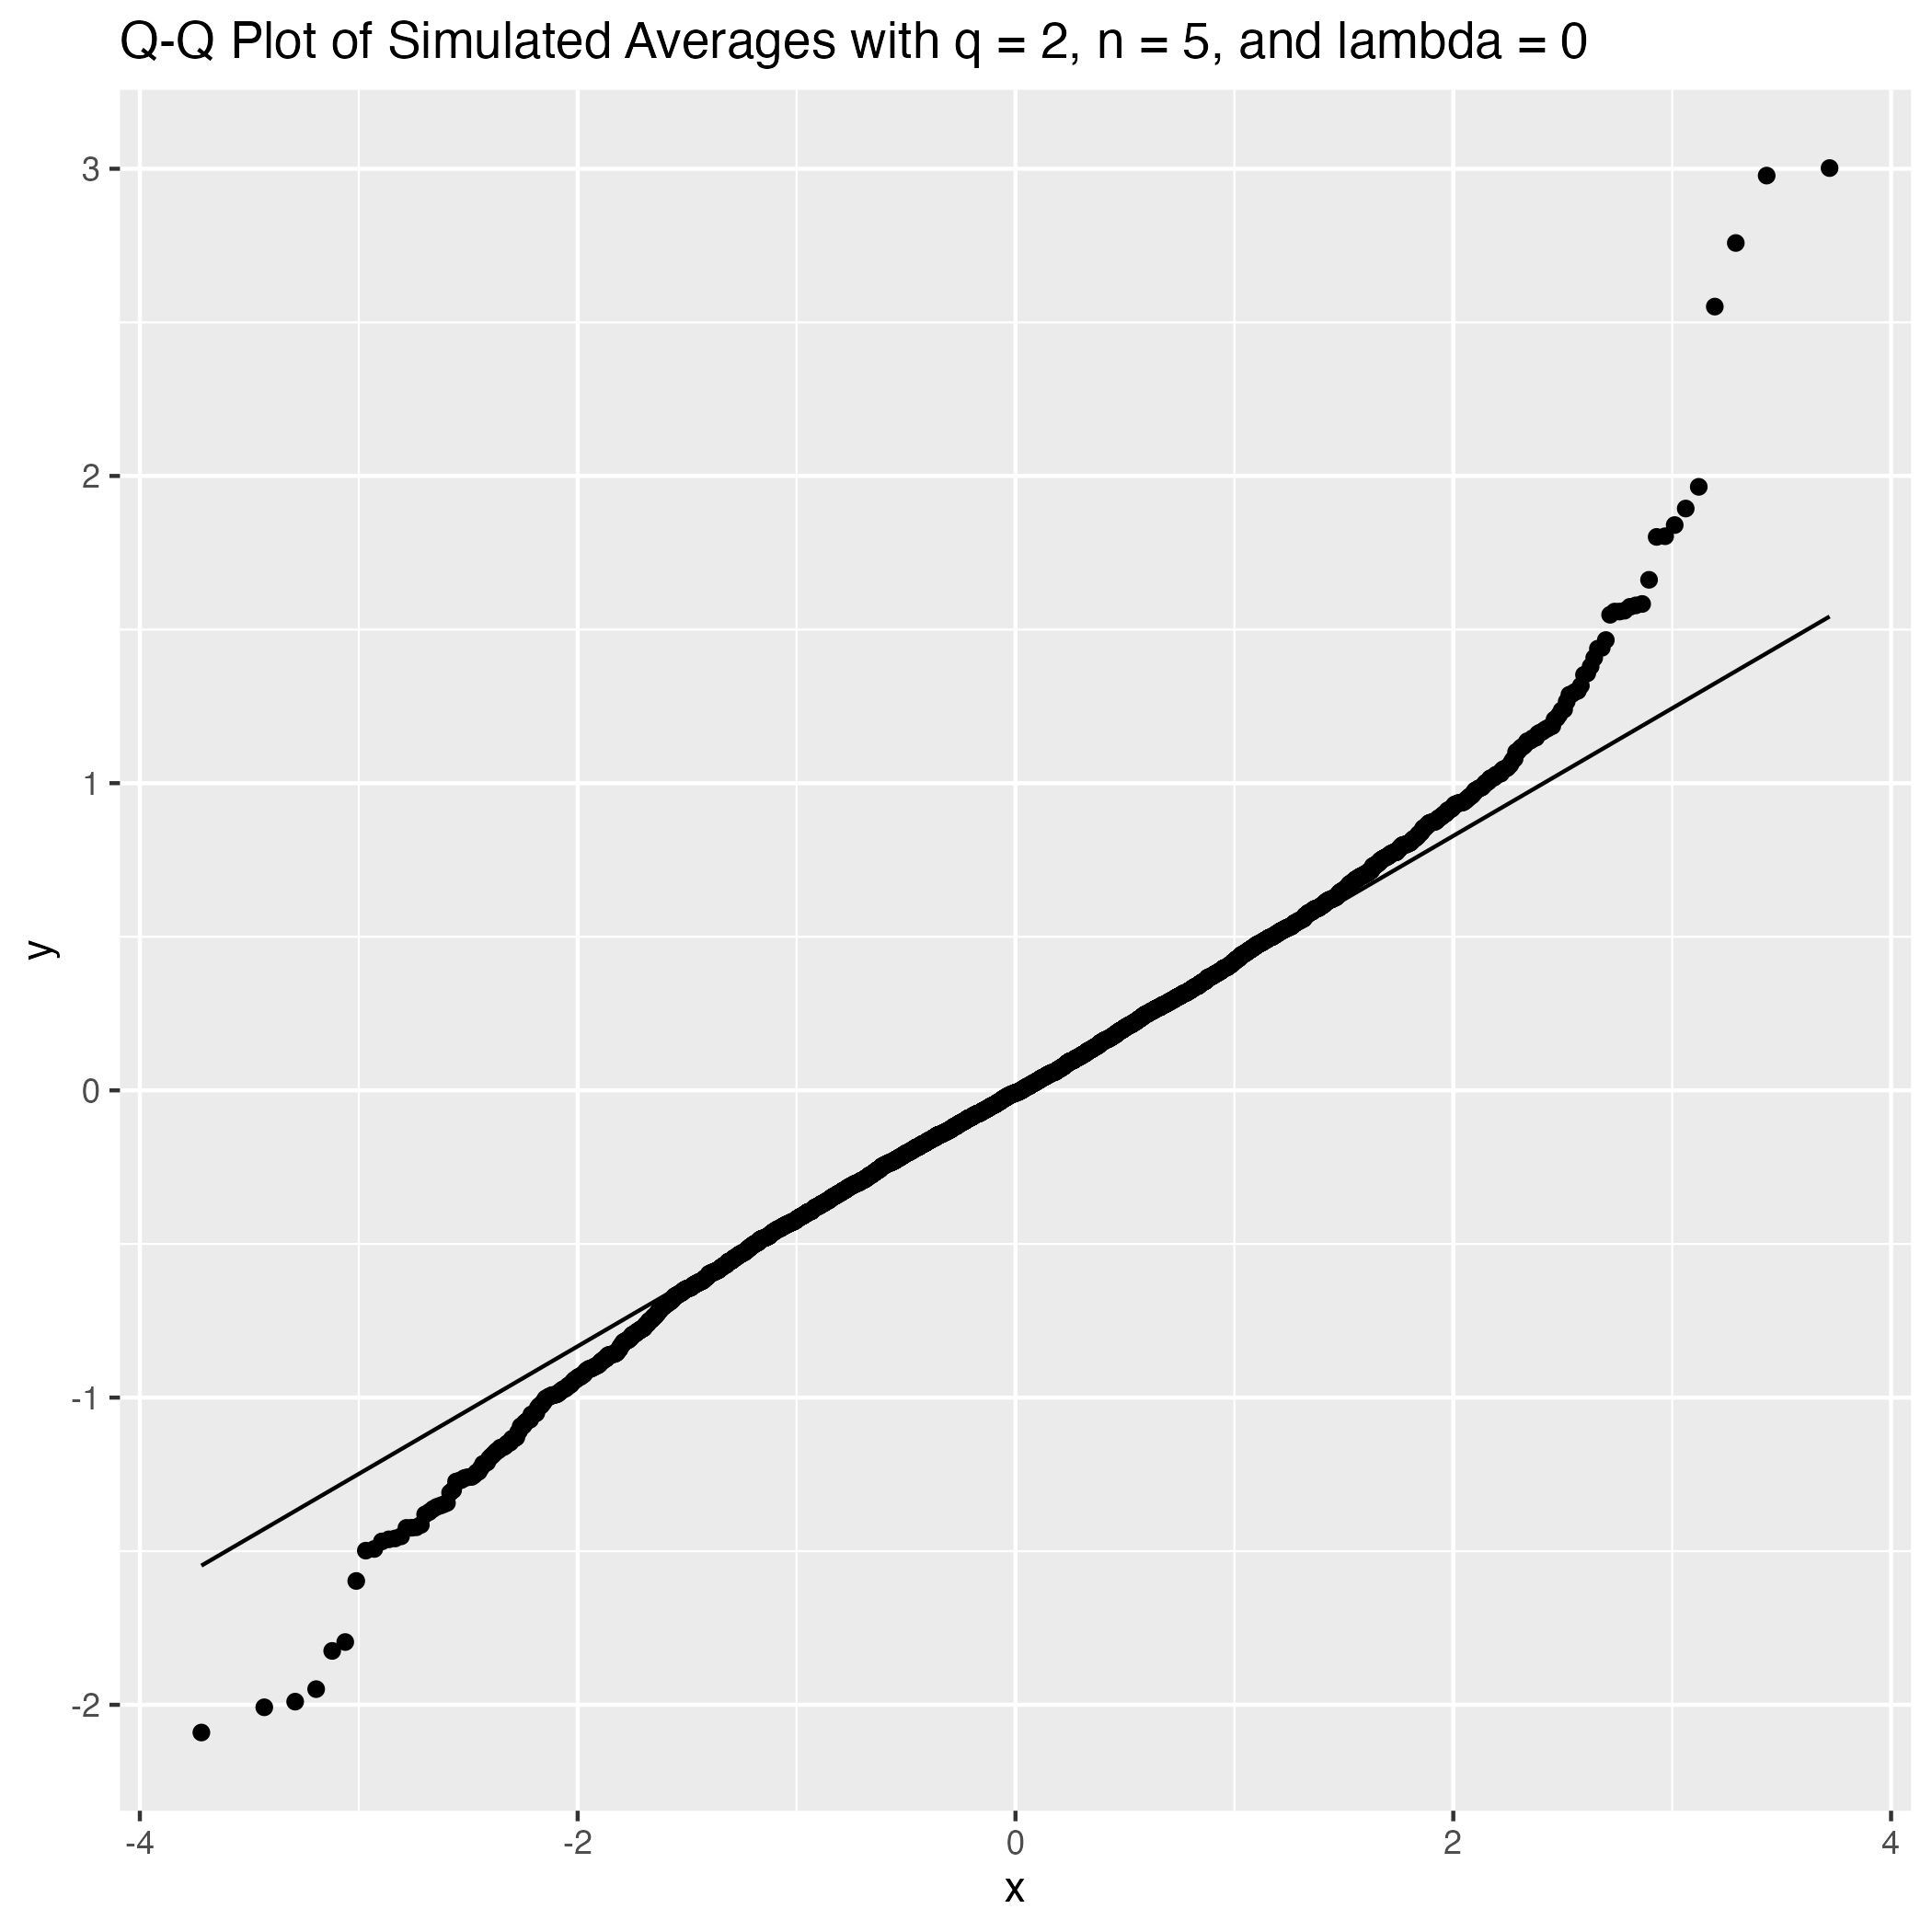 Q-Q Plot of Simulated Averages with q = 2, n = 5, and lambda = 0
3
2
1
0
-1
-2
y
-4 -2 0 2 4
x